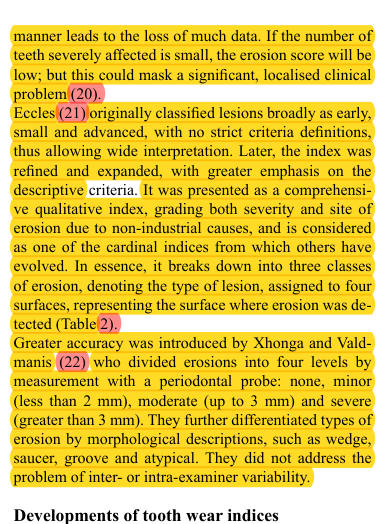 manner leads to the loss of much data. If the number of
teeth severely affected is small, the erosion score will be
low; but this could mask a significant, localised clinical
problem (20).
Eccles (21) originally classified lesions broadly as early,
small and advanced, with no strict criteria definitions,
thus allowing wide interpretation. Later, the index was
refined and expanded, with greater emphasis on the
descriptive criteria. It was presented as a comprehensi-
ve qualitative index, grading both severity and site of
erosion due to non-industrial causes, and is considered
as one of the cardinal indices from which others have
evolved. In essence, it breaks down into three classes
of erosion, denoting the type of lesion, assigned to four
surfaces, representing the surface where erosion was de-
tected (Table 2).
Greater accuracy was introduced by Xhonga and Vald-
manis (22) who divided erosions into four levels by
measurement with a periodontal probe: none, minor
(less than 2 mm), moderate (up to 3 mm) and severe
(greater than 3 mm). They further differentiated types of
erosion by morphological descriptions, such as wedge,
saucer, groove and atypical. They did not address the
problem of inter- or intra-examiner variability.
Developments of tooth wear indices